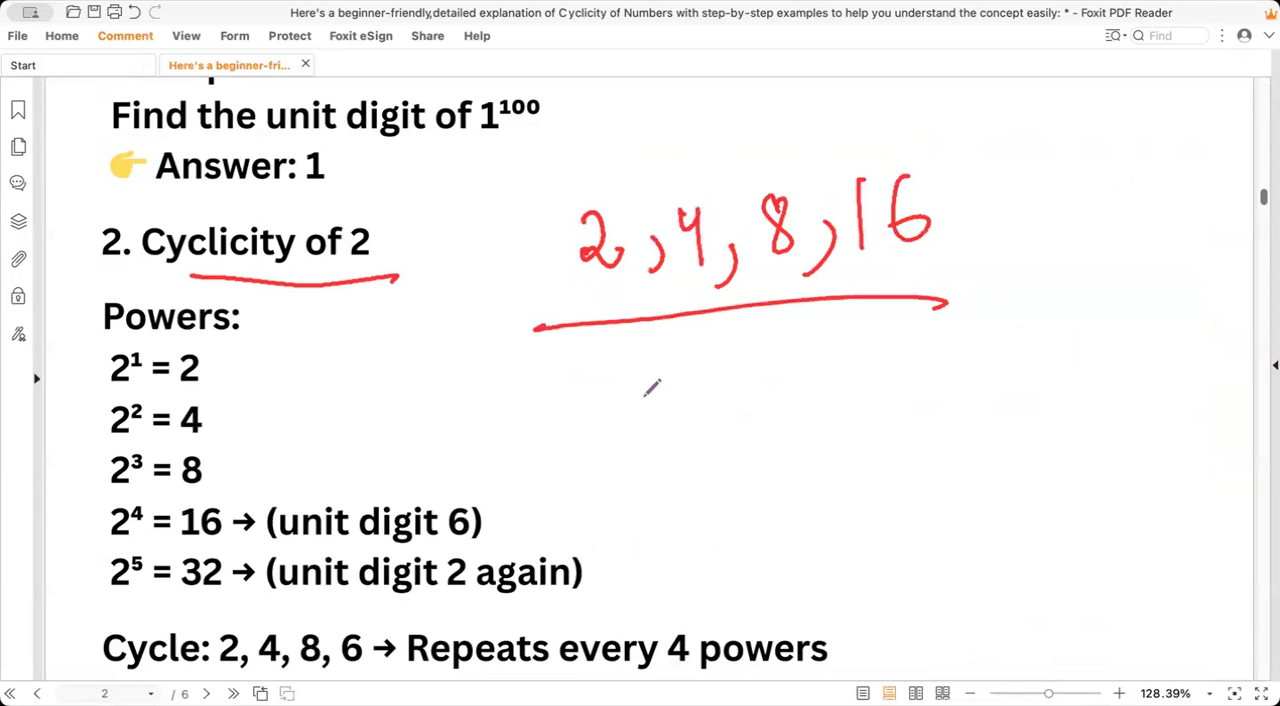 Here's a beginner-friendly,detailed explanation of Cyclicity of Numbers with step-by-step examples to help you understand the concept easily: * - Foxit PDF Reader
File Home Comment View Form Protect Foxit eSign Share Help Find
Start Here's a beginner-fri...
Find the unit digit of 1¹⁰⁰
👉 Answer: 1
2, 4, 8, 16
2. Cyclicity of 2
Powers:
2¹ = 2
2² = 4
2³ = 8
2⁴ = 16 → (unit digit 6)
2⁵ = 32 → (unit digit 2 again)
Cycle: 2, 4, 8, 6 → Repeats every 4 powers
2 / 6 128.39%